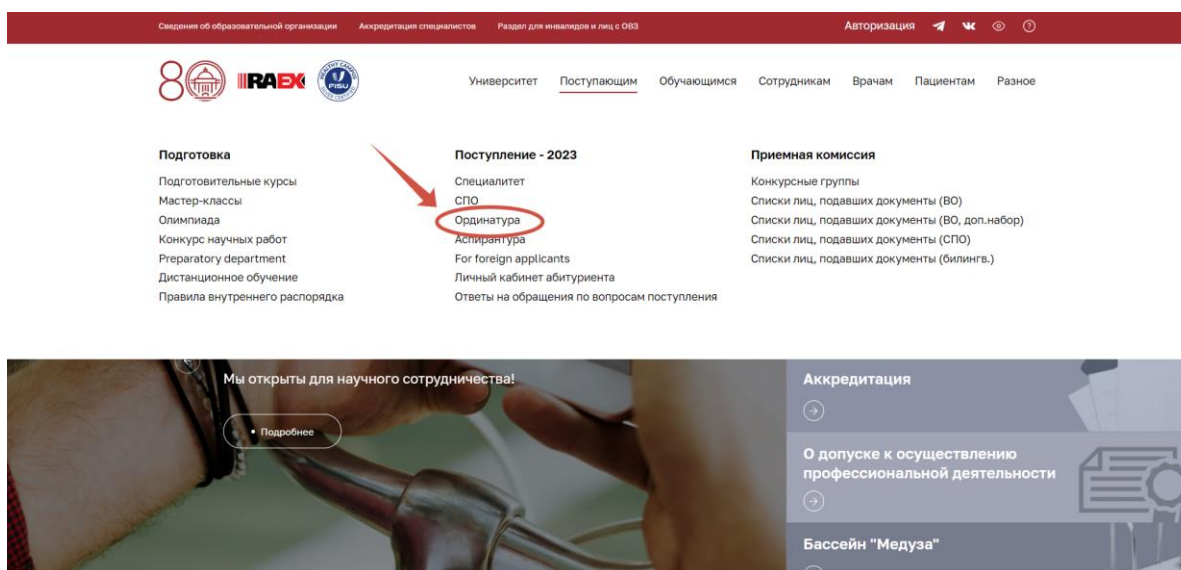 Сведения об образовательной организации Аккредитация специалистов Раздел для инвалидов и лиц с ОВЗ Авторизация
80 RAEX HEALTHY CAMPUS FISU
Университет Поступающим Обучающимся Сотрудникам Врачам Пациентам Разное
Подготовка
Подготовительные курсы
Мастер-классы
Олимпиада
Конкурс научных работ
Preparatory department
Дистанционное обучение
Правила внутреннего распорядка
Поступление - 2023
Специалитет
СПО
Ординатура
Аспирантура
For foreign applicants
Личный кабинет абитуриента
Ответы на обращения по вопросам поступления
Приемная комиссия
Конкурсные группы
Списки лиц, подавших документы (ВО)
Списки лиц, подавших документы (ВО, доп.набор)
Списки лиц, подавших документы (СПО)
Списки лиц, подавших документы (билингв.)
Мы открыты для научного сотрудничества!
• Подробнее
Аккредитация
О допуске к осуществлению
профессиональной деятельности
Бассейн "Медуза"